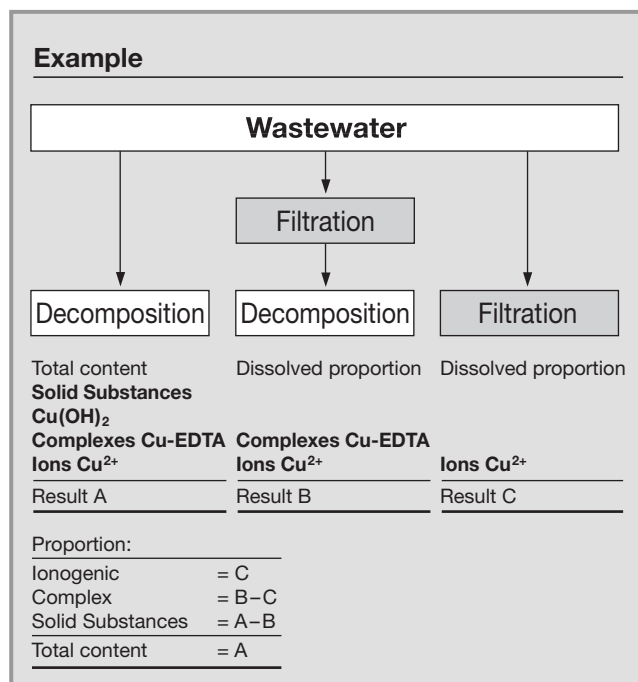 Example
Wastewater
Filtration
Decomposition Decomposition Filtration
Total content Dissolved proportion Dissolved proportion
Solid Substances
Cu(OH)₂
Complexes Cu-EDTA Complexes Cu-EDTA
Ions Cu²⁺ Ions Cu²⁺ Ions Cu²⁺
Result A Result B Result C
Proportion:
Ionogenic = C
Complex = B–C
Solid Substances = A–B
Total content = A